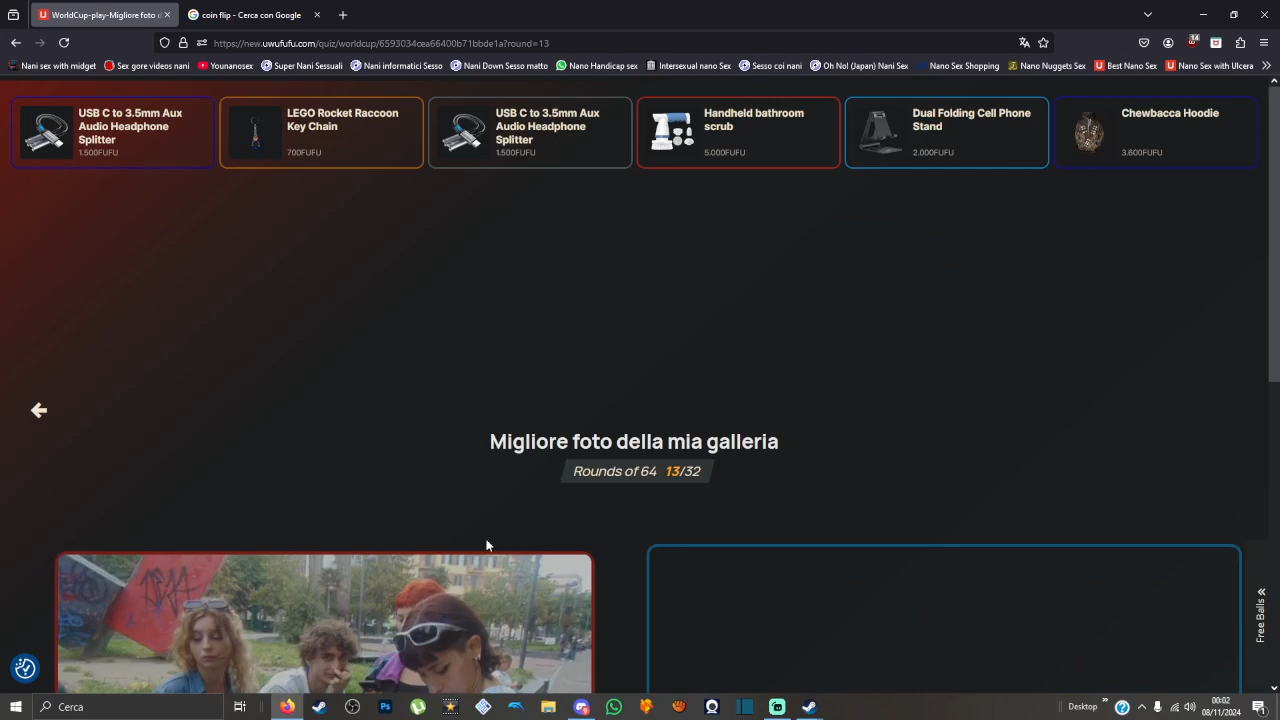 WorldCup-play-Migliore foto d
coin flip - Cerca con Google
https://new.uwufufu.com/quiz/worldcup/6593034cea66400b71bbde1a?round=13
14
Nani sex with midget
Sex gore videos nani
Younanosex
Super Nani Sessuali
Nani informatici Sesso
Nani Down Sesso matto
Nano Handicap sex
Intersexual nano Sex
Sesso coi nani
Oh No! (Japan) Nani Sex
Nano Sex Shopping
Nano Nuggets Sex
Best Nano Sex
Nano Sex with Ulcera
USB C to 3.5mm Aux
Audio Headphone
Splitter
1.500FUFU
LEGO Rocket Raccoon
Key Chain
700FUFU
USB C to 3.5mm Aux
Audio Headphone
Splitter
1.500FUFU
Handheld bathroom
scrub
5.000FUFU
Dual Folding Cell Phone
Stand
2.000FUFU
Chewbacca Hoodie
3.600FUFU
Migliore foto della mia galleria
Rounds of 64 13/32
Free Balls
Cerca
Desktop
00:02
08/11/2024